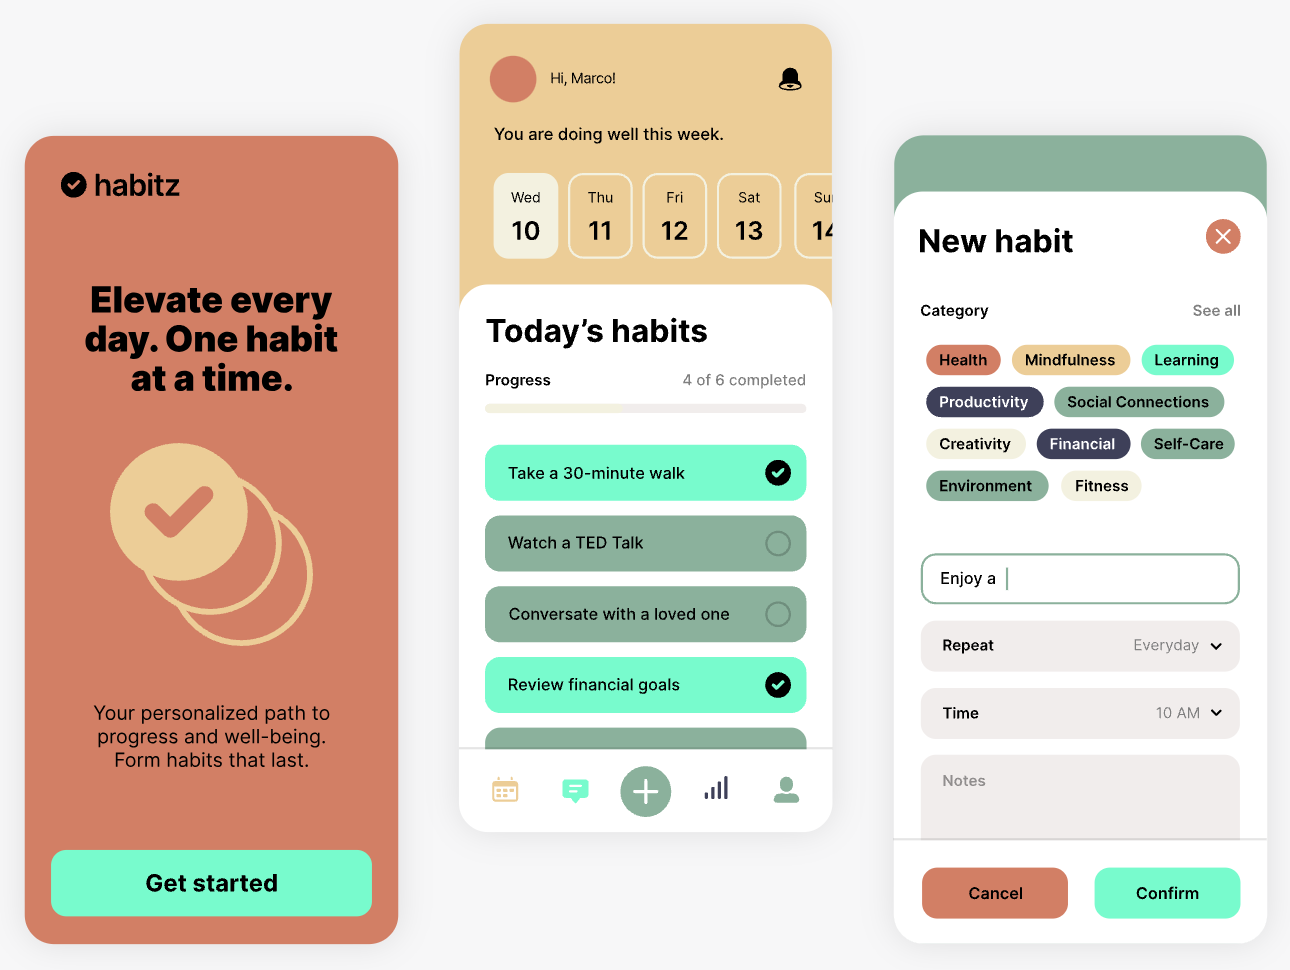 habitz
Elevate every
day. One habit
at a time.
Your personalized path to
progress and well-being.
Form habits that last.
Get started
Hi, Marco!
You are doing well this week.
Wed Thu Fri Sat Su
10 11 12 13 14
Today’s habits
Progress 4 of 6 completed
Take a 30-minute walk
Watch a TED Talk
Conversate with a loved one
Review financial goals
New habit
Category See all
Health Mindfulness Learning
Productivity Social Connections
Creativity Financial Self-Care
Environment Fitness
Enjoy a
Repeat Everyday
Time 10 AM
Notes
Cancel Confirm